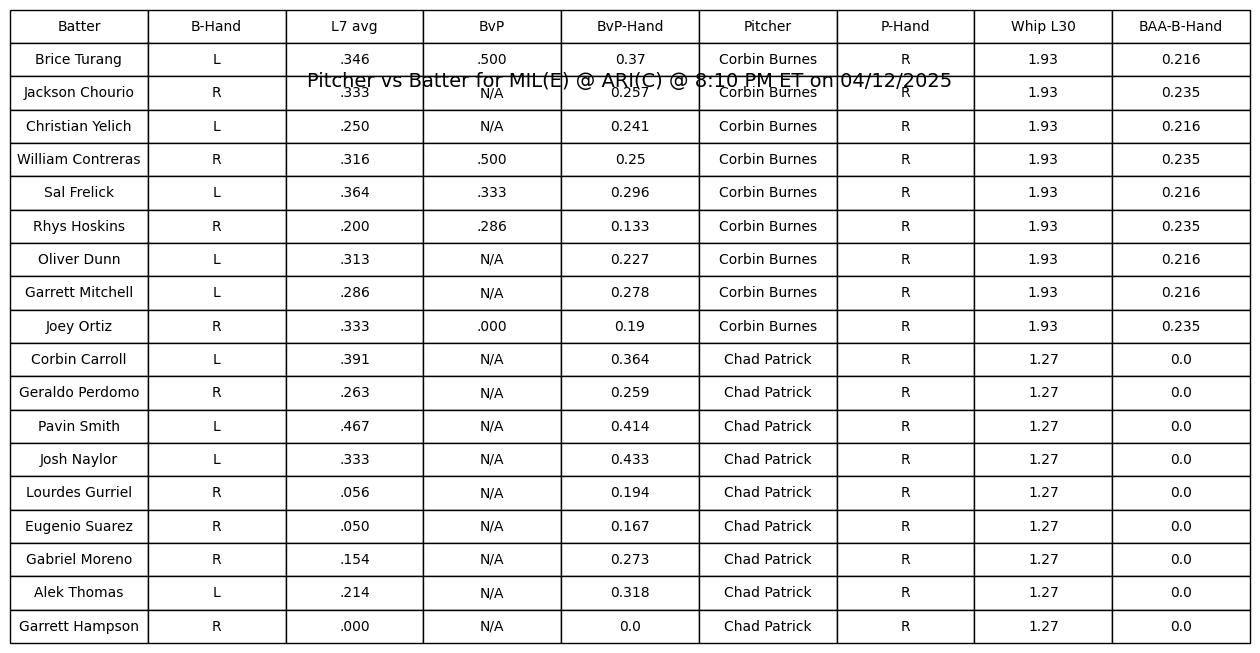 Batter B-Hand L7 avg BvP BvP-Hand Pitcher P-Hand Whip L30 BAA-B-Hand
Brice Turang L .346 .500 0.37 Corbin Burnes R 1.93 0.216
Pitcher vs Batter for MIL(E) @ ARI(C) @ 8:10 PM ET on 04/12/2025
Jackson Chourio R .333 N/A 0.257 Corbin Burnes R 1.93 0.235
Christian Yelich L .250 N/A 0.241 Corbin Burnes R 1.93 0.216
William Contreras R .316 .500 0.25 Corbin Burnes R 1.93 0.235
Sal Frelick L .364 .333 0.296 Corbin Burnes R 1.93 0.216
Rhys Hoskins R .200 .286 0.133 Corbin Burnes R 1.93 0.235
Oliver Dunn L .313 N/A 0.227 Corbin Burnes R 1.93 0.216
Garrett Mitchell L .286 N/A 0.278 Corbin Burnes R 1.93 0.216
Joey Ortiz R .333 .000 0.19 Corbin Burnes R 1.93 0.235
Corbin Carroll L .391 N/A 0.364 Chad Patrick R 1.27 0.0
Geraldo Perdomo R .263 N/A 0.259 Chad Patrick R 1.27 0.0
Pavin Smith L .467 N/A 0.414 Chad Patrick R 1.27 0.0
Josh Naylor L .333 N/A 0.433 Chad Patrick R 1.27 0.0
Lourdes Gurriel R .056 N/A 0.194 Chad Patrick R 1.27 0.0
Eugenio Suarez R .050 N/A 0.167 Chad Patrick R 1.27 0.0
Gabriel Moreno R .154 N/A 0.273 Chad Patrick R 1.27 0.0
Alek Thomas L .214 N/A 0.318 Chad Patrick R 1.27 0.0
Garrett Hampson R .000 N/A 0.0 Chad Patrick R 1.27 0.0